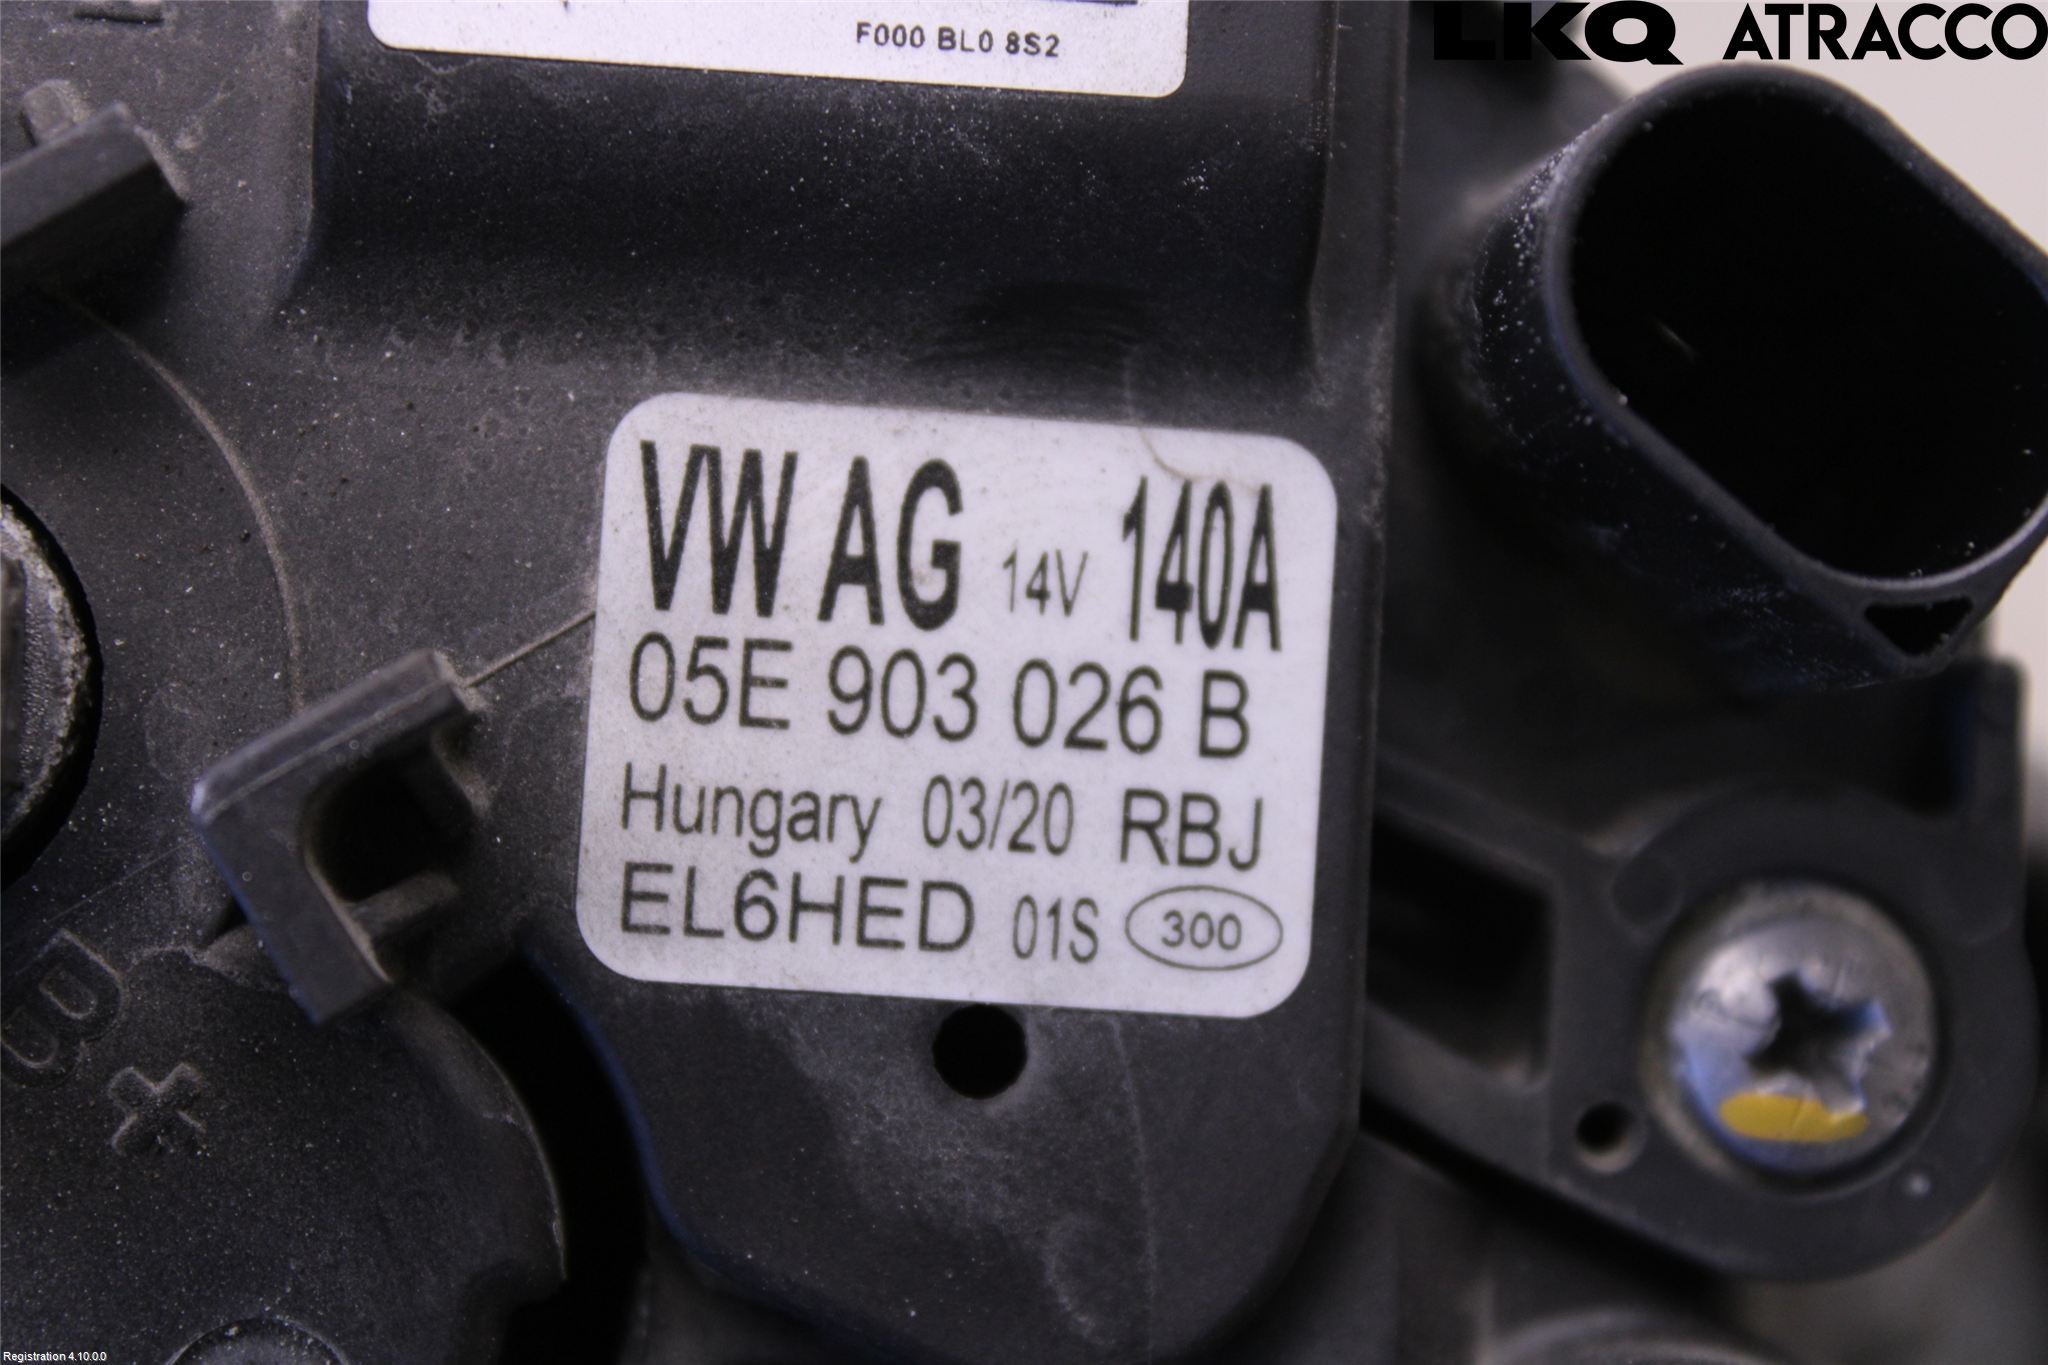 LKQ ATRACCO
F000 BL0 8S2
VW AG 14V 140A
05E 903 026 B
Hungary 03/20 RBJ
EL6HED 01S 300
B
+
Registration 4.10.0.0